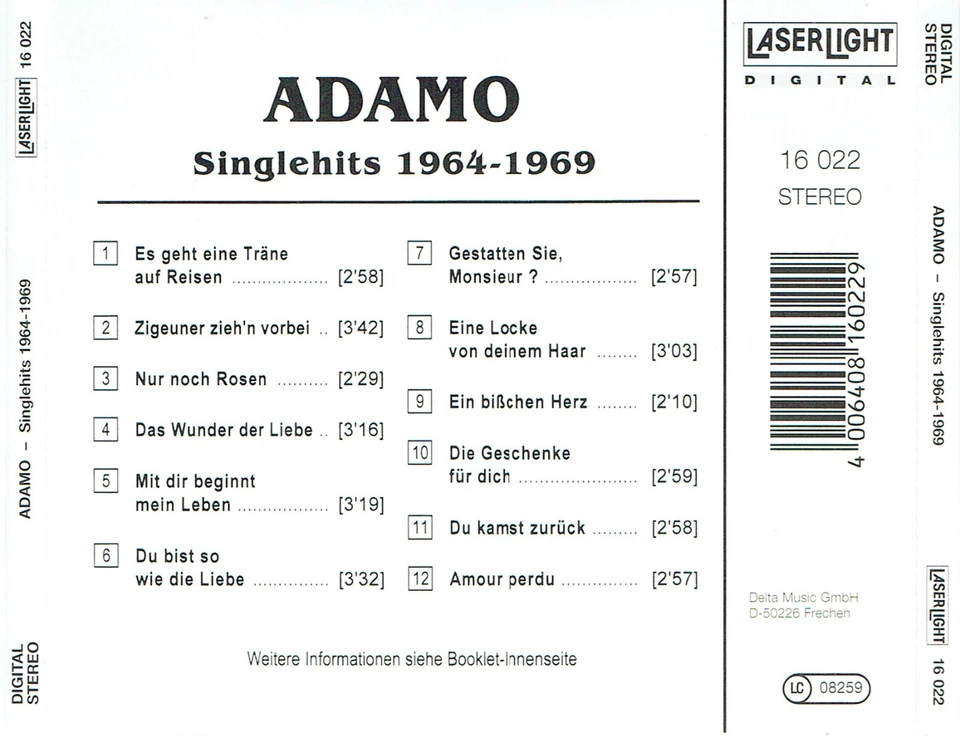 LASERLIGHT 16 022
ADAMO – Singlehits 1964-1969
DIGITAL
STEREO
ADAMO
Singlehits 1964-1969
1 Es geht eine Träne
auf Reisen .................. [2'58]
2 Zigeuner zieh'n vorbei .. [3'42]
3 Nur noch Rosen .......... [2'29]
4 Das Wunder der Liebe .. [3'16]
5 Mit dir beginnt
mein Leben ................. [3'19]
6 Du bist so
wie die Liebe .............. [3'32]
7 Gestatten Sie,
Monsieur ? ................. [2'57]
8 Eine Locke
von deinem Haar ........ [3'03]
9 Ein bißchen Herz ........ [2'10]
10 Die Geschenke
für dich ....................... [2'59]
11 Du kamst zurück ......... [2'58]
12 Amour perdu .............. [2'57]
Weitere Informationen siehe Booklet-Innenseite
LASERLIGHT
DIGITAL
16 022
STEREO
4 006408 160229
Delta Music GmbH
D-50226 Frechen
LC 08259
DIGITAL
STEREO
ADAMO – Singlehits 1964-1969
LASERLIGHT 16 022